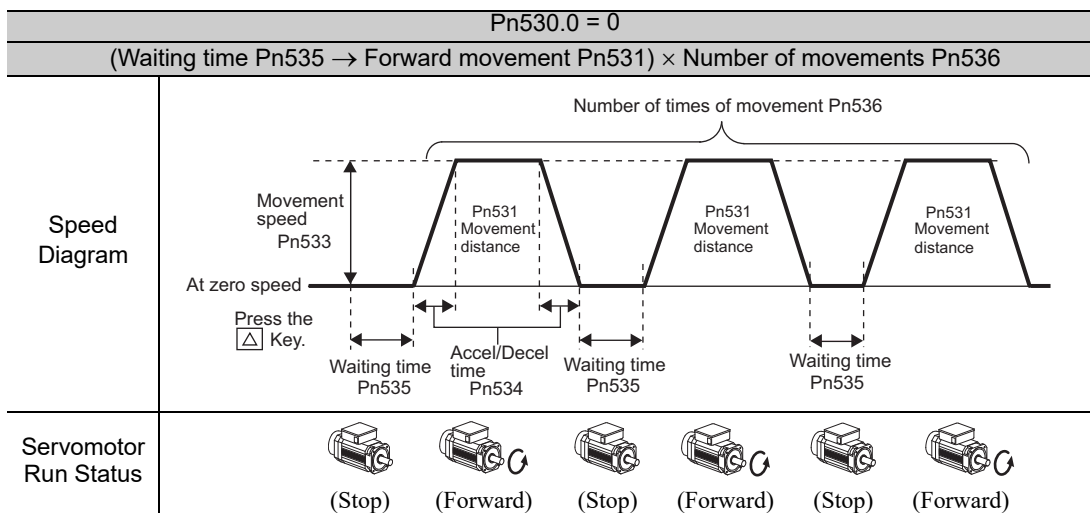 Pn530.0 = 0
(Waiting time Pn535 → Forward movement Pn531) × Number of movements Pn536
Speed
Diagram
Number of times of movement Pn536
Movement
speed
Pn533
Pn531
Movement
distance
Pn531
Movement
distance
Pn531
Movement
distance
At zero speed
Press the
△ Key.
Waiting time
Pn535
Accel/Decel
time
Pn534
Waiting time
Pn535
Waiting time
Pn535
Servomotor
Run Status
(Stop)
(Forward)
(Stop)
(Forward)
(Stop)
(Forward)